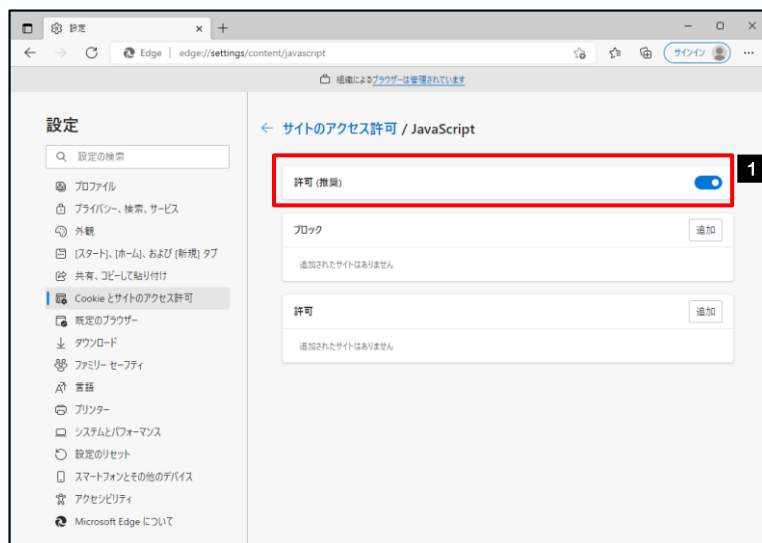 設定
Edge | edge://settings/content/javascript
サインイン
組織によるブラウザーは管理されています
設定
設定の検索
プロファイル
プライバシー、検索、サービス
外観
[スタート]、[ホーム]、および [新規] タブ
共有、コピーして貼り付け
Cookie とサイトのアクセス許可
既定のブラウザー
ダウンロード
ファミリー セーフティ
言語
プリンター
システムとパフォーマンス
設定のリセット
スマートフォンとその他のデバイス
アクセシビリティ
Microsoft Edge について
サイトのアクセス許可 / JavaScript
許可 (推奨)
1
ブロック
追加
追加されたサイトはありません
許可
追加
追加されたサイトはありません